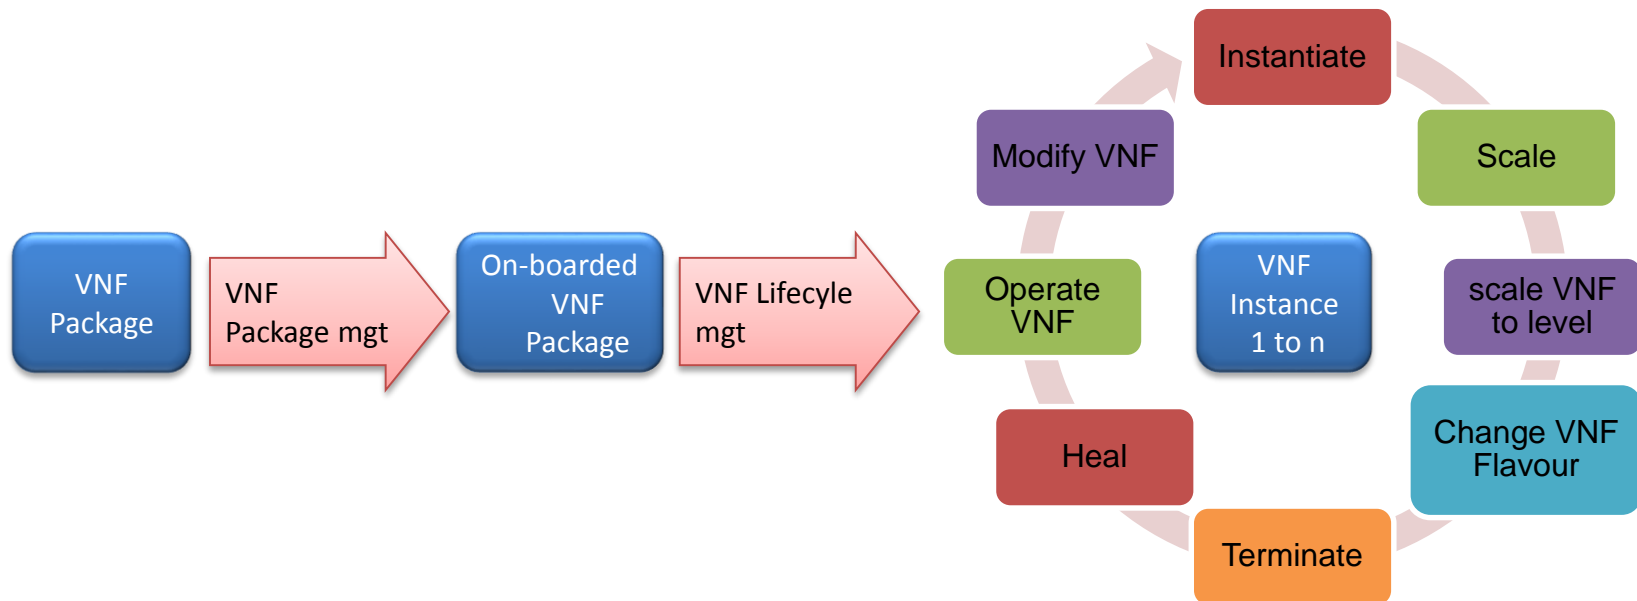 VNF
Package
VNF
Package mgt
On-boarded
VNF
Package
VNF Lifecyle
mgt
Instantiate
Scale
scale VNF
to level
Change VNF
Flavour
Terminate
Heal
Operate
VNF
Modify VNF
VNF
Instance
1 to n